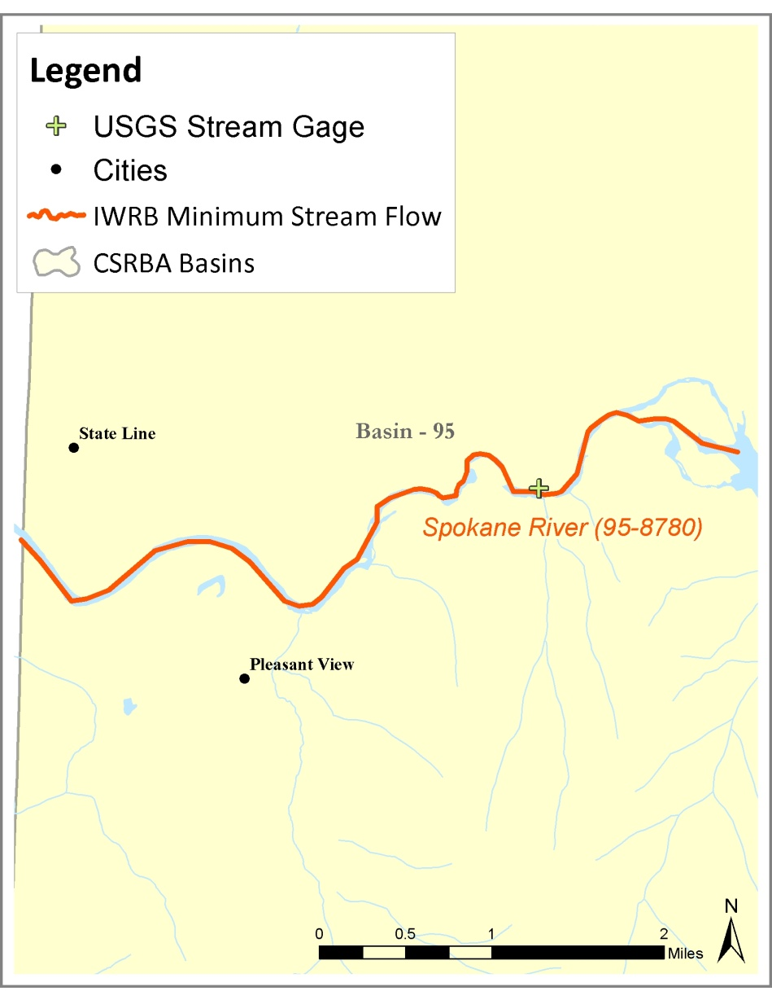 Legend
USGS Stream Gage
Cities
IWRB Minimum Stream Flow
CSRBA Basins
State Line
Basin - 95
Spokane River (95-8780)
Pleasant View
N
0 0.5 1 2
Miles